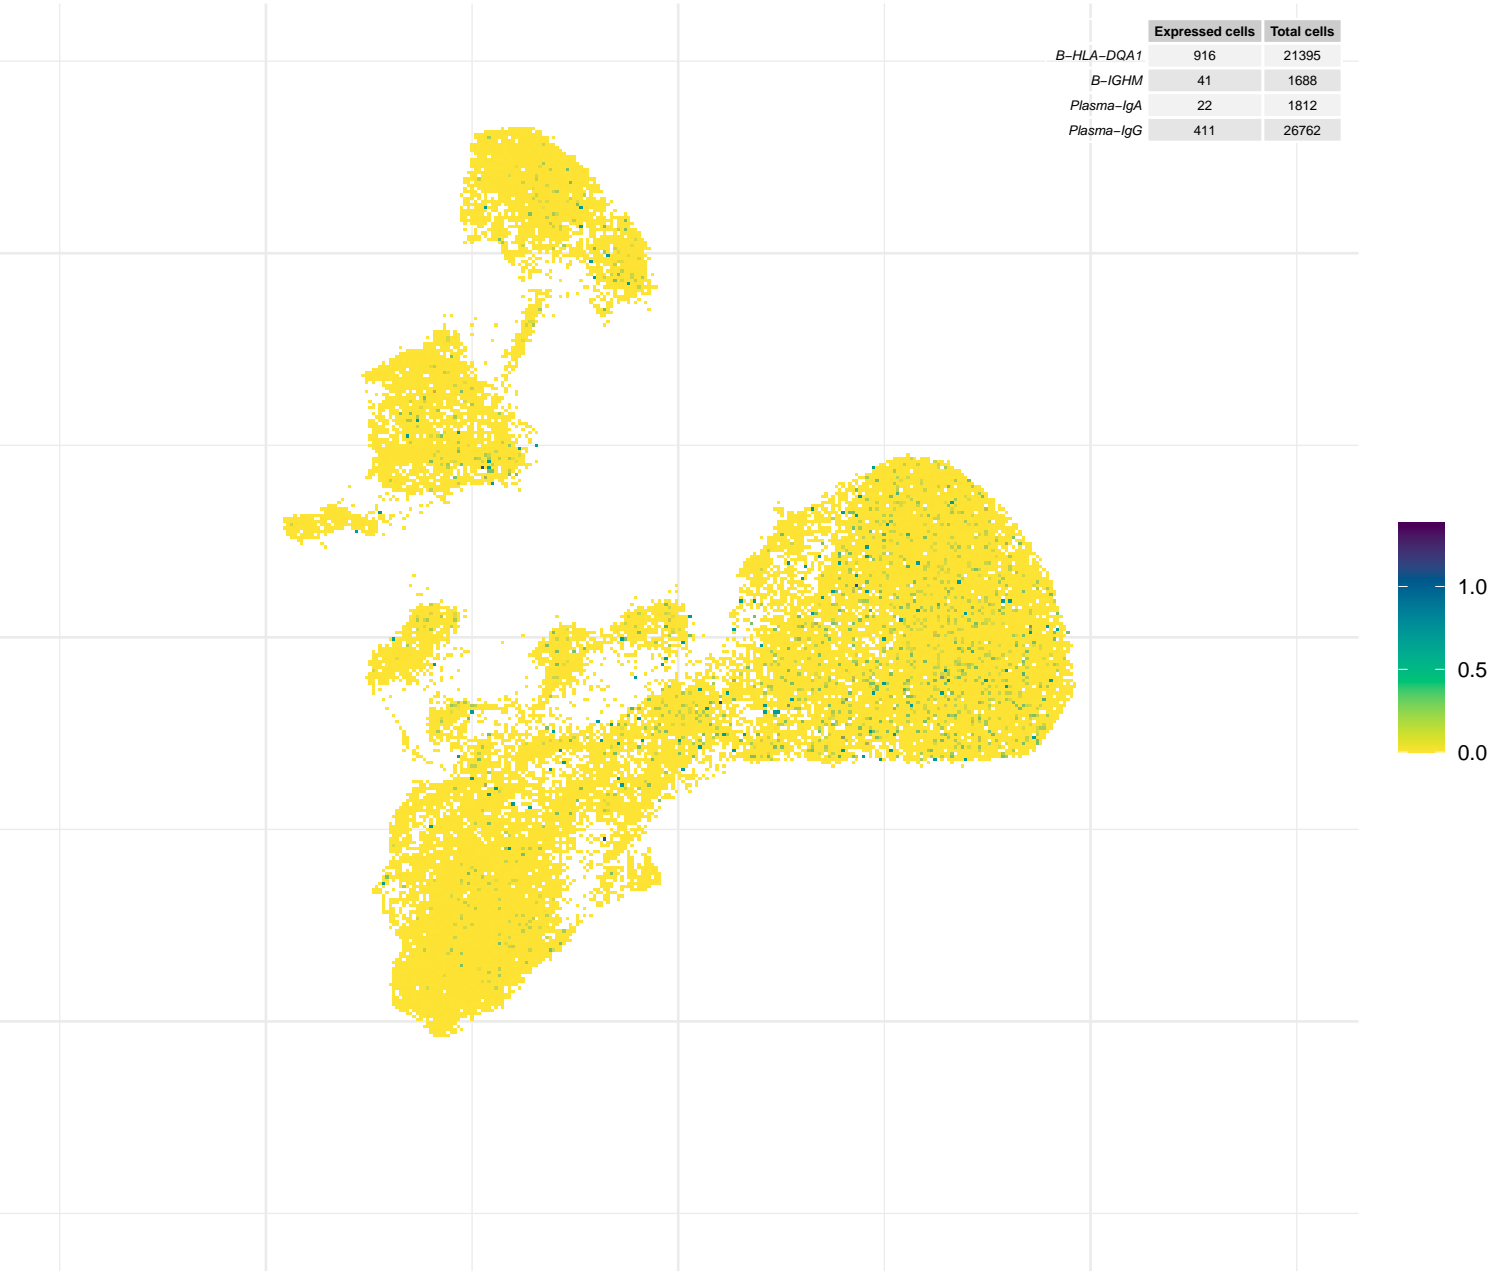 Expressed cells Total cells
B−HLA−DQA1 916 21395
B−IGHM 41 1688
Plasma−IgA 22 1812
Plasma−IgG 411 26762
1.0
0.5
0.0